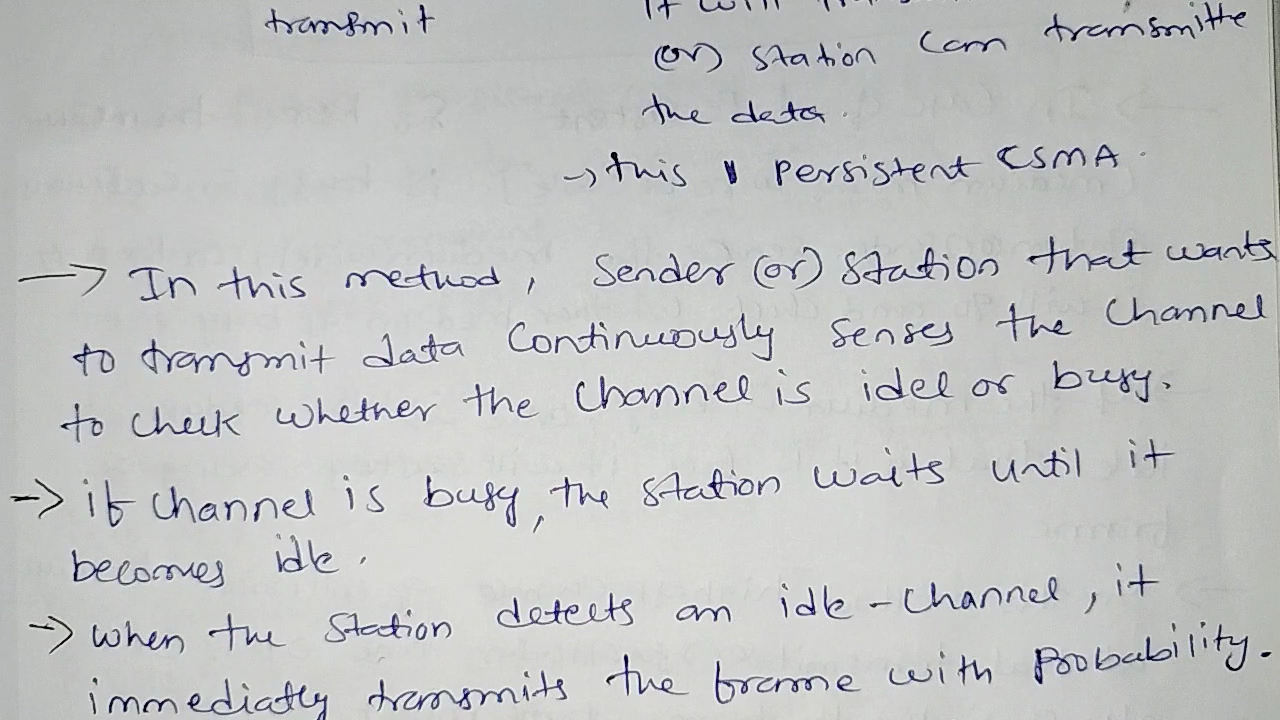 transmit
It will
(or) station can transmitte
the data.
→ this persistent CSMA.
→ In this method, Sender (or) Station that wants
to transmit data Continuously senses the Channel
to check whether the Channel is idel or busy.
→ if channel is busy, the station waits until it
becomes idle.
→ when the Station detects an idle-channel, it
immediatly transmits the frame with Probability.